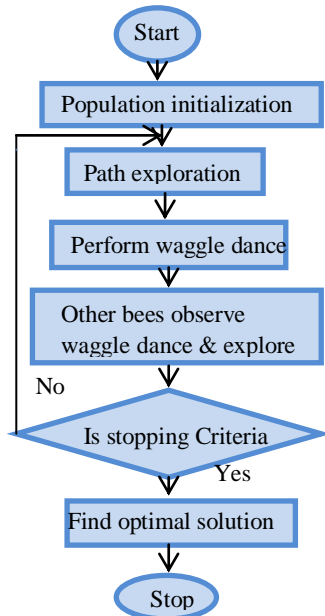 Start
Population initialization
Path exploration
Perform waggle dance
Other bees observe
waggle dance & explore
No
Is stopping Criteria
Yes
Find optimal solution
Stop